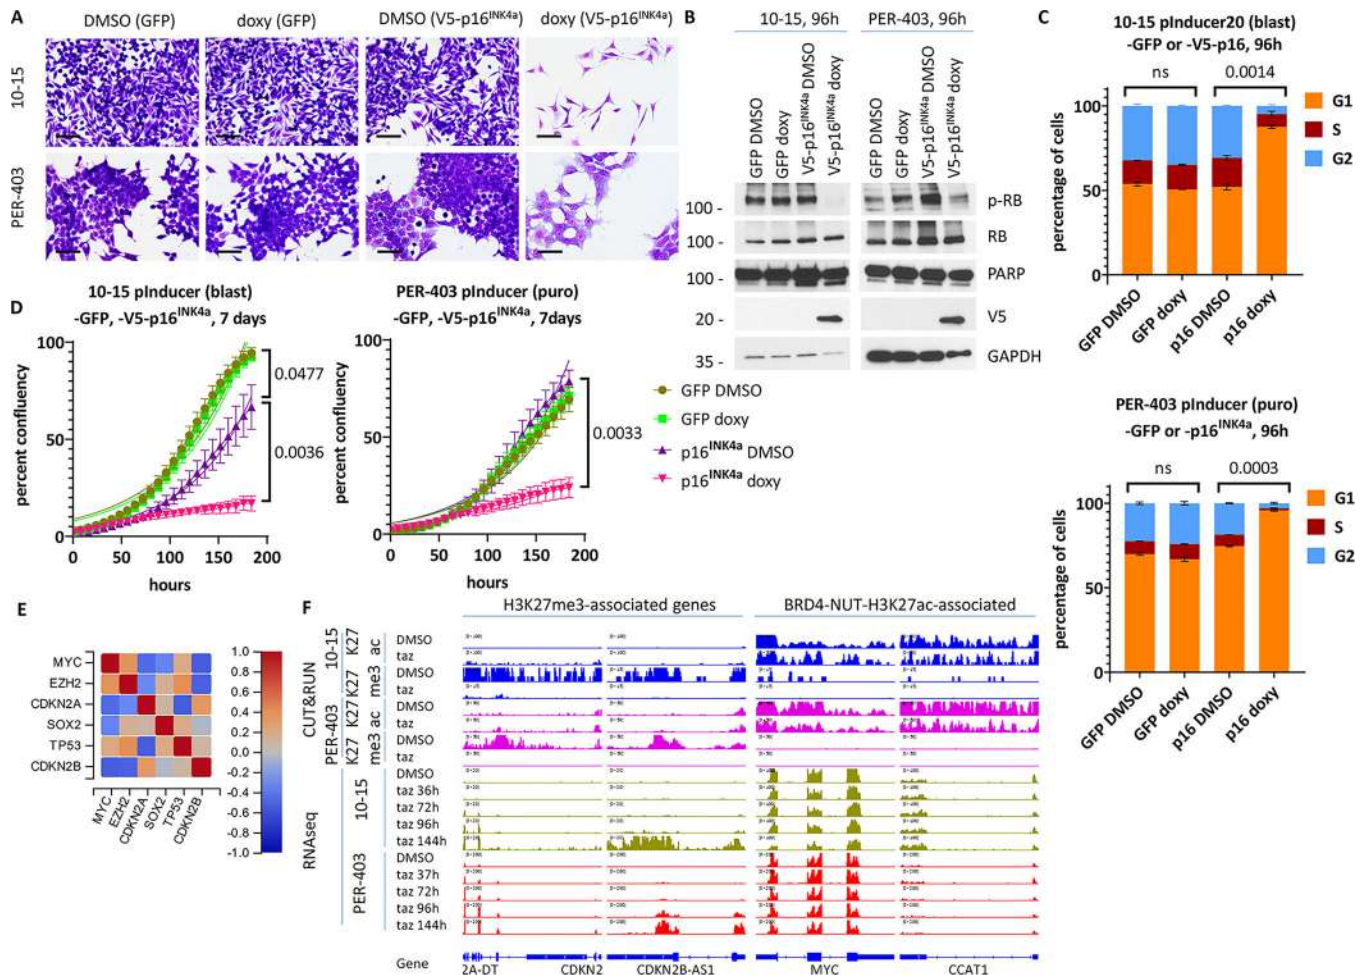 A
DMSO (GFP)
doxy (GFP)
DMSO (V5-p16INK4a)
doxy (V5-p16INK4a)
10-15
PER-403
B
10-15, 96h
PER-403, 96h
GFP DMSO
GFP doxy
V5-p16INK4a DMSO
V5-p16INK4a doxy
GFP DMSO
GFP doxy
V5-p16INK4a DMSO
V5-p16INK4a doxy
100 -
p-RB
100 -
RB
100 -
PARP
20 -
V5
35 -
GAPDH
C
10-15 pInducer20 (blast)
-GFP or -V5-p16, 96h
ns
0.0014
percentage of cells
100
50
0
GFP DMSO
GFP doxy
p16 DMSO
p16 doxy
G1
S
G2
PER-403 pInducer (puro)
-GFP or -p16INK4a, 96h
ns
0.0003
percentage of cells
100
50
0
GFP DMSO
GFP doxy
p16 DMSO
p16 doxy
G1
S
G2
D
10-15 pInducer (blast)
-GFP, -V5-p16INK4a, 7 days
percent confluency
100
50
0
0 50 100 150 200
hours
0.0477
0.0036
PER-403 pInducer (puro)
-GFP, -V5-p16INK4a, 7days
percent confluency
100
50
0
0 50 100 150 200
hours
0.0033
GFP DMSO
GFP doxy
p16INK4a DMSO
p16INK4a doxy
E
MYC
EZH2
CDKN2A
SOX2
TP53
CDKN2B
MYC
EZH2
CDKN2A
SOX2
TP53
CDKN2B
1.0
0.8
0.6
0.4
0.2
0.0
-0.2
-0.4
-0.6
-0.8
-1.0
F
H3K27me3-associated genes
BRD4-NUT-H3K27ac-associated
CUT&RUN
10-15
K27 ac
DMSO
taz
K27 me3
DMSO
taz
PER-403
K27 ac
DMSO
taz
K27 me3
DMSO
taz
RNAseq
10-15
DMSO
taz 36h
taz 72h
taz 96h
taz 144h
PER-403
DMSO
taz 37h
taz 72h
taz 96h
taz 144h
Gene
2A-DT
CDKN2
CDKN2B-AS1
MYC
CCAT1